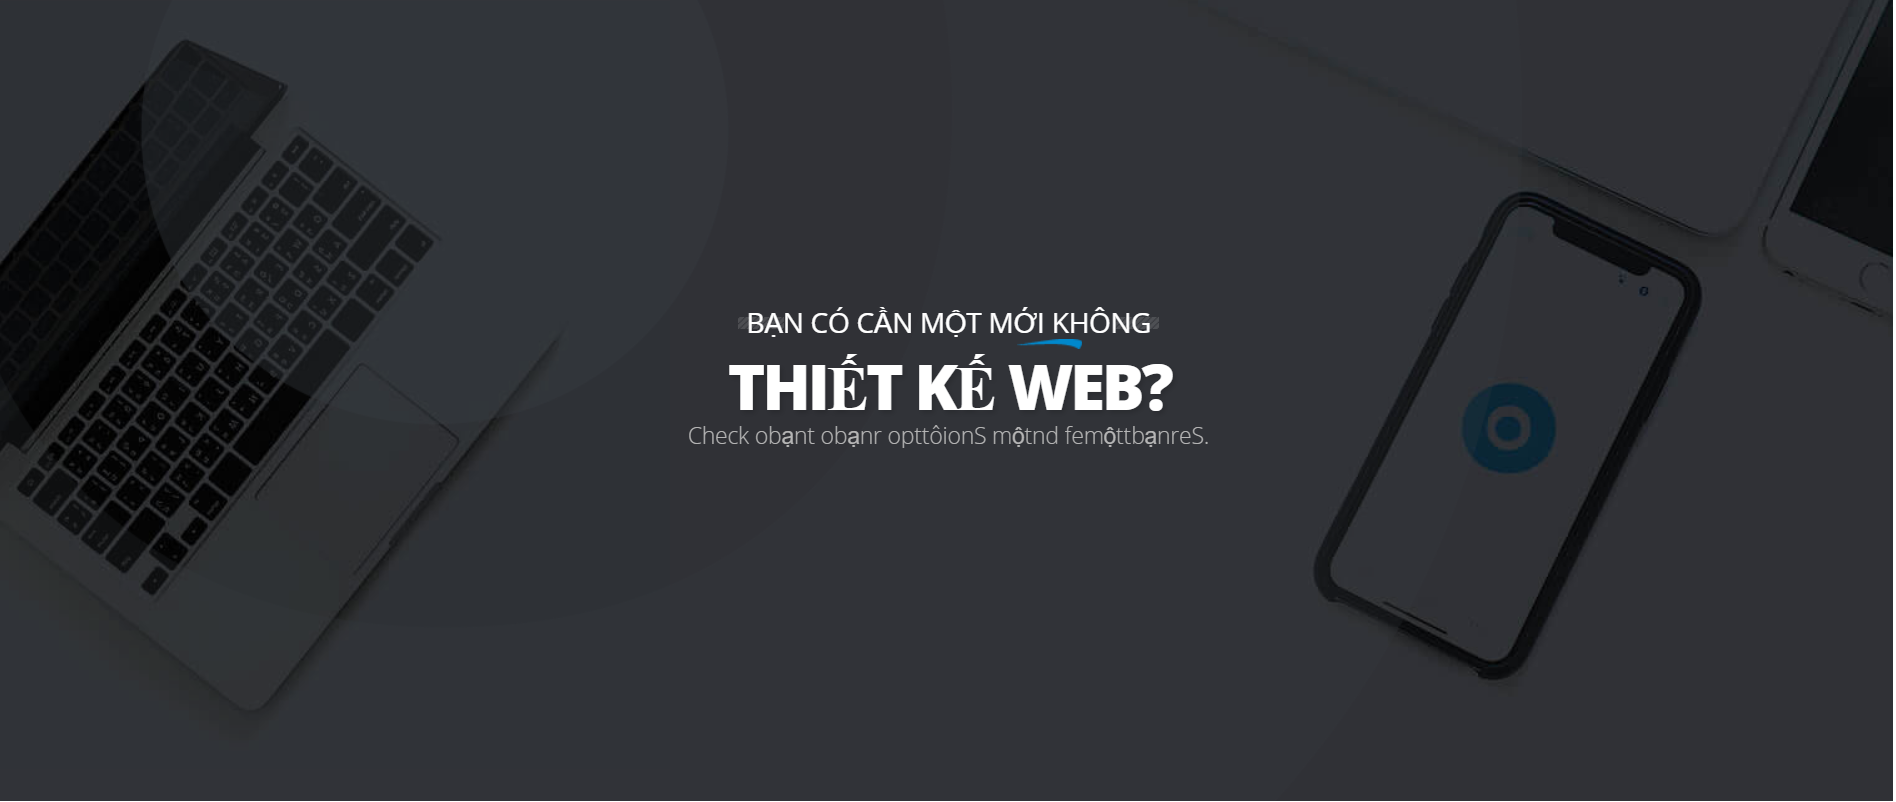 BẠN CÓ CẦN MỘT MỚI KHÔNG
THIẾT KẾ WEB?
Check obạnt obạnr opttôionS mộtnd femộttbạnreS.